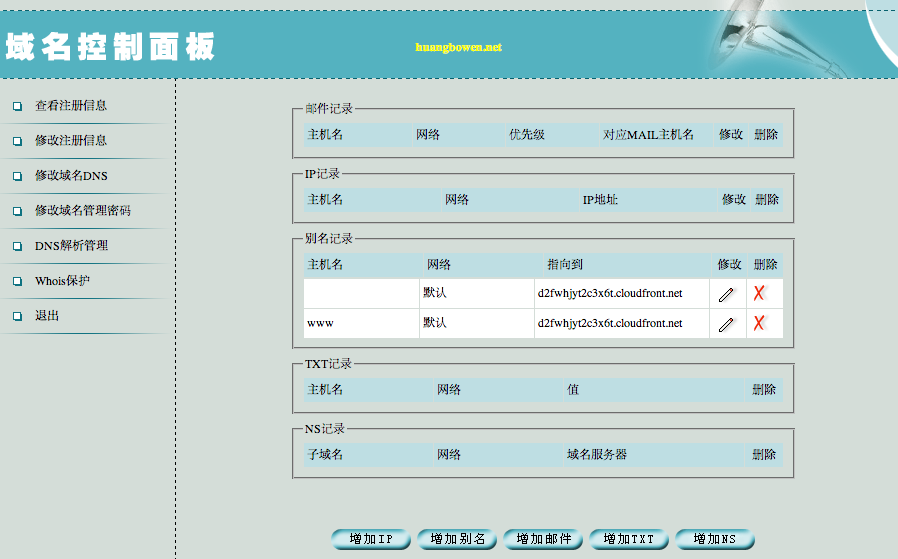 域名控制面板
huangbowen.net
查看注册信息
修改注册信息
修改域名DNS
修改域名管理密码
DNS解析管理
Whois保护
退出
邮件记录
主机名 网络 优先级 对应MAIL主机名 修改 删除
IP记录
主机名 网络 IP地址 修改 删除
别名记录
主机名 网络 指向到 修改 删除
默认 d2fwhjyt2c3x6t.cloudfront.net
www 默认 d2fwhjyt2c3x6t.cloudfront.net
TXT记录
主机名 网络 值 删除
NS记录
子域名 网络 域名服务器 删除
增加IP 增加别名 增加邮件 增加TXT 增加NS